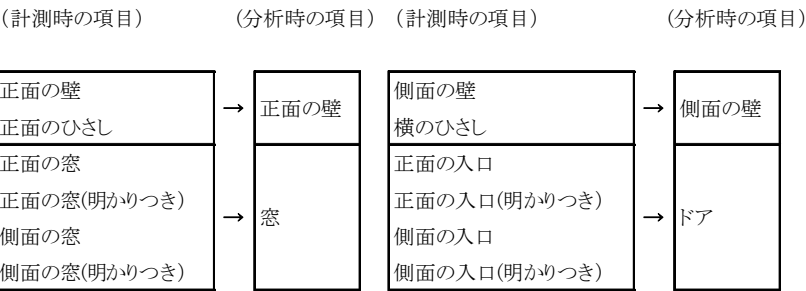 (計測時の項目) (分析時の項目) (計測時の項目) (分析時の項目)
正面の壁
正面のひさし
→ 正面の壁
側面の壁
横のひさし
→ 側面の壁
正面の窓
正面の窓(明かりつき)
側面の窓
側面の窓(明かりつき)
→ 窓
正面の入口
正面の入口(明かりつき)
側面の入口
側面の入口(明かりつき)
→ ドア